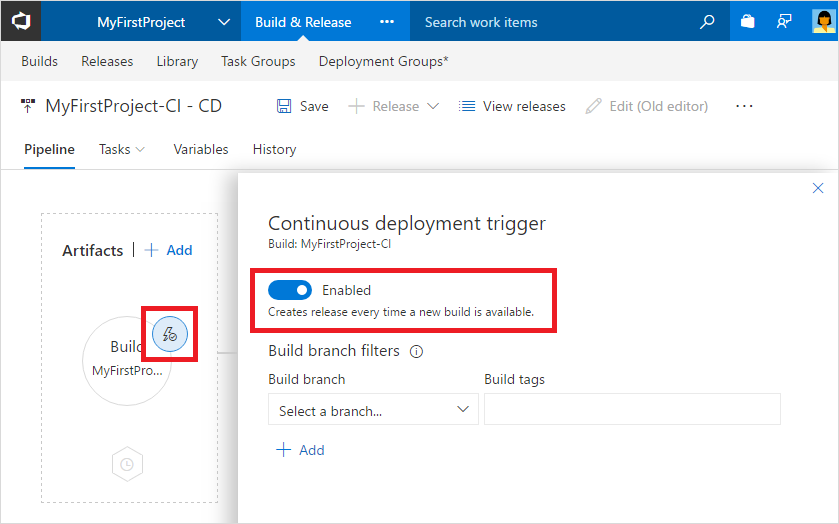 MyFirstProject
Build & Release
Search work items
Builds Releases Library Task Groups Deployment Groups*
MyFirstProject-CI - CD
Save
Release
View releases
Edit (Old editor)
Pipeline Tasks Variables History
Continuous deployment trigger
Build: MyFirstProject-CI
Artifacts | + Add
Enabled
Creates release every time a new build is available.
Build
MyFirstPro...
Build branch filters
Build branch
Build tags
Select a branch...
+ Add